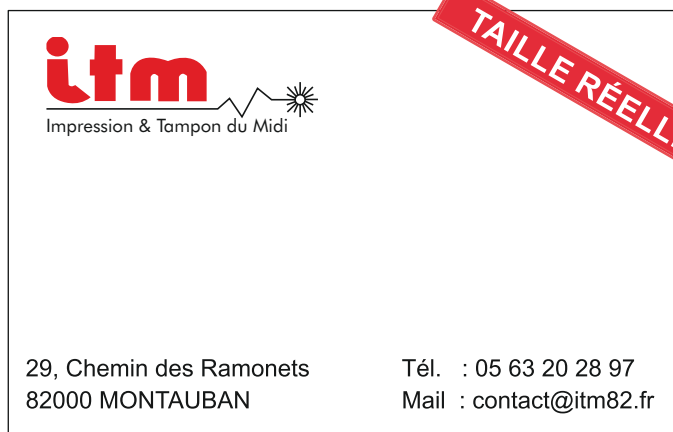 itm
Impression & Tampon du Midi
TAILLE RÉELL
29, Chemin des Ramonets
82000 MONTAUBAN
Tél. : 05 63 20 28 97
Mail : contact@itm82.fr